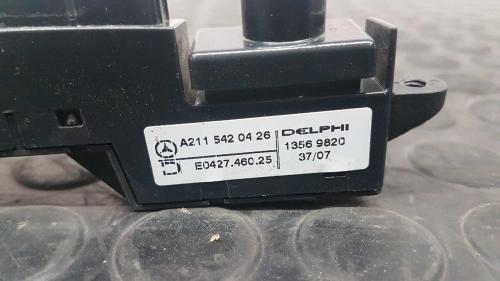 A211 542 04 26
DELPHI
E0427.460.25
1356 9820
37/07